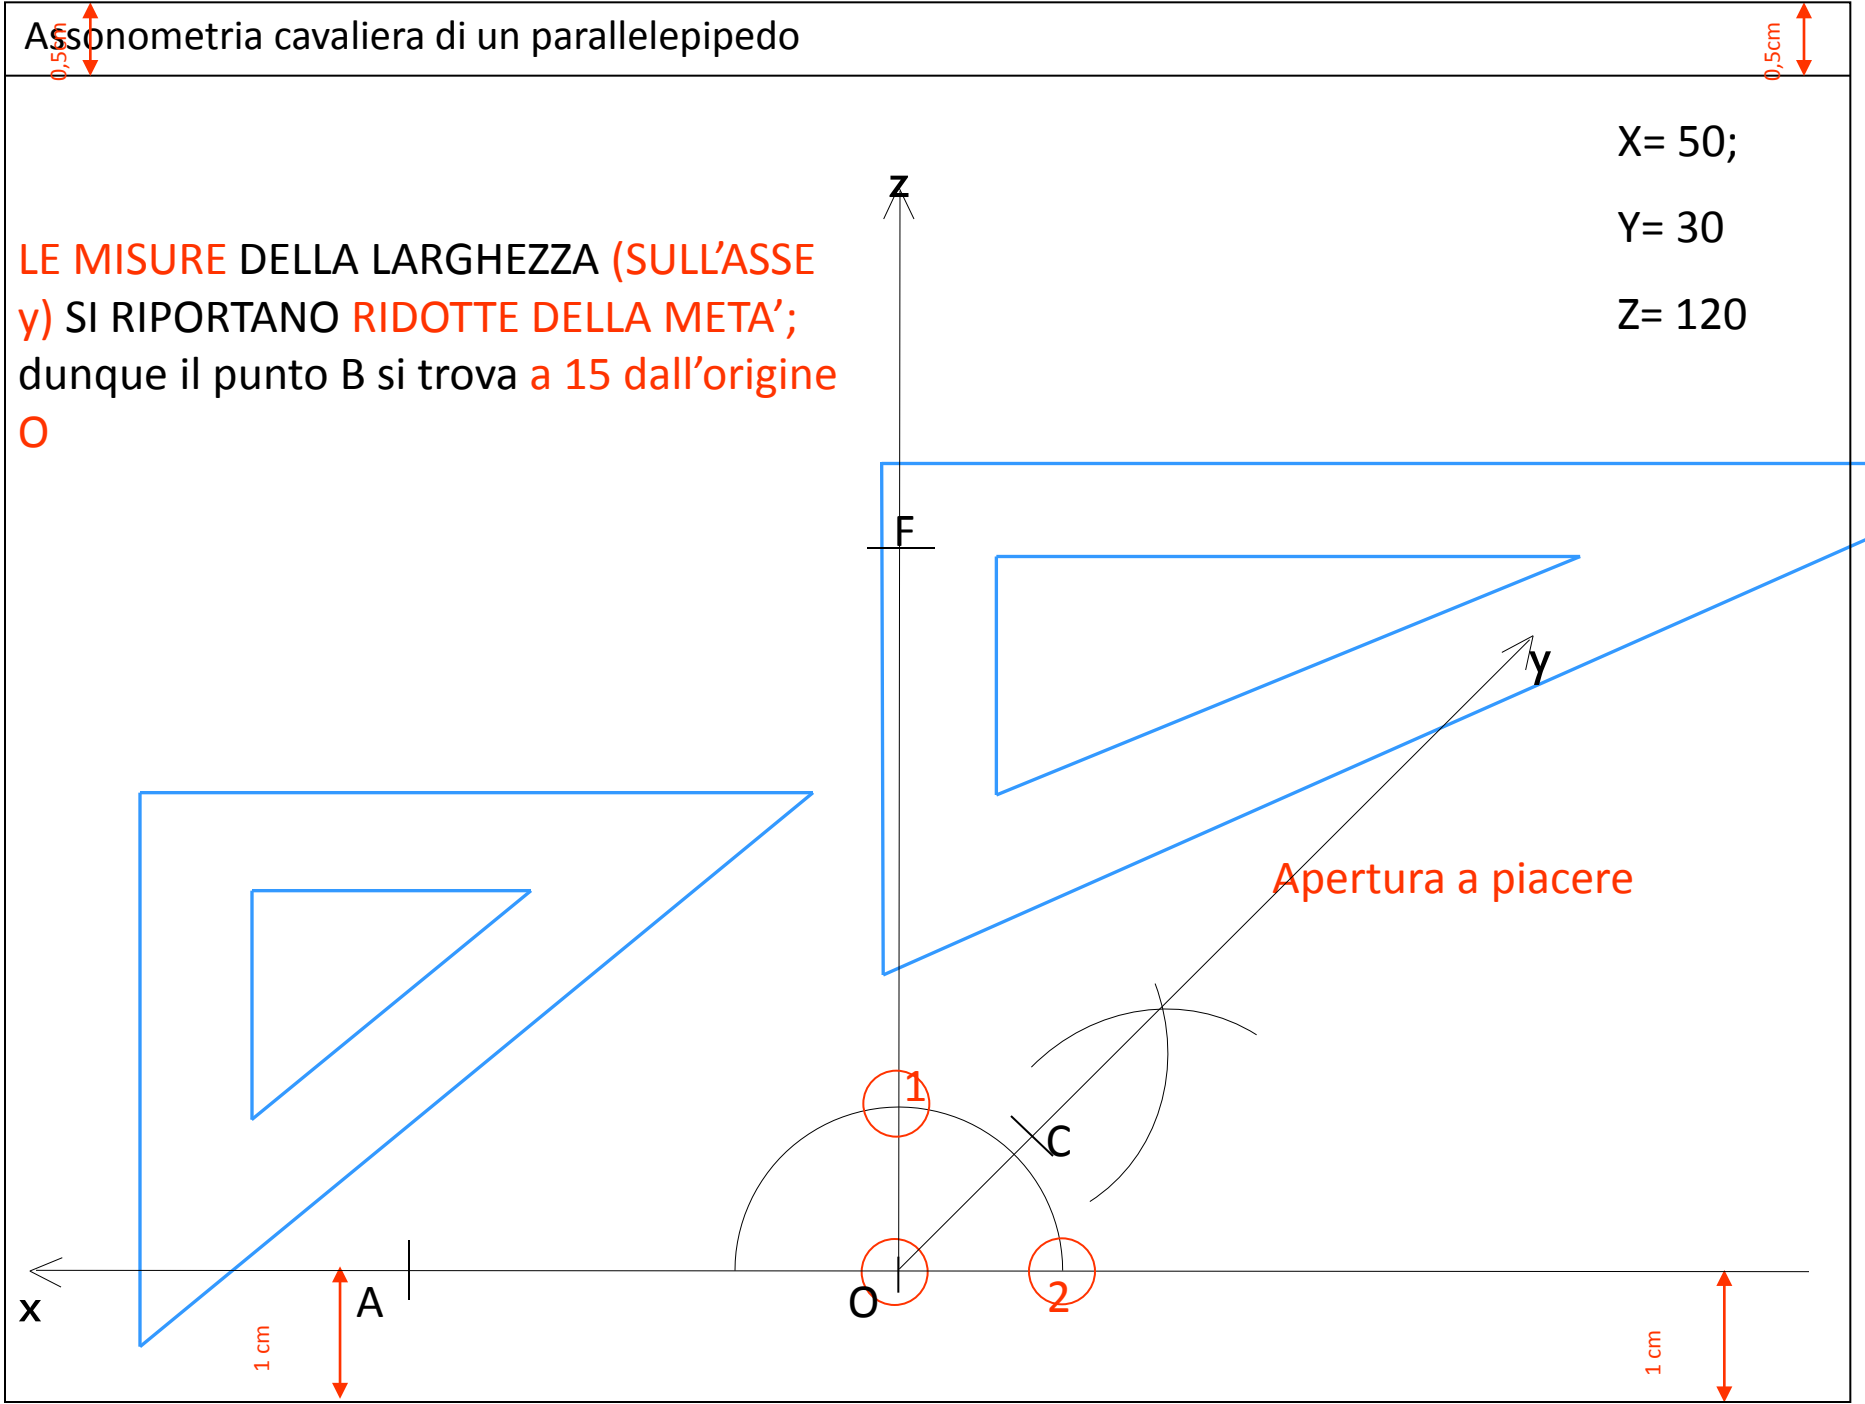 Assonometria cavaliera di un parallelepipedo
0,5cm
0,5cm
X= 50;
Y= 30
Z= 120
z
LE MISURE DELLA LARGHEZZA (SULL’ASSE
y) SI RIPORTANO RIDOTTE DELLA META’;
dunque il punto B si trova a 15 dall’origine
O
F
y
Apertura a piacere
1
C
A
O
2
x
1 cm
1 cm